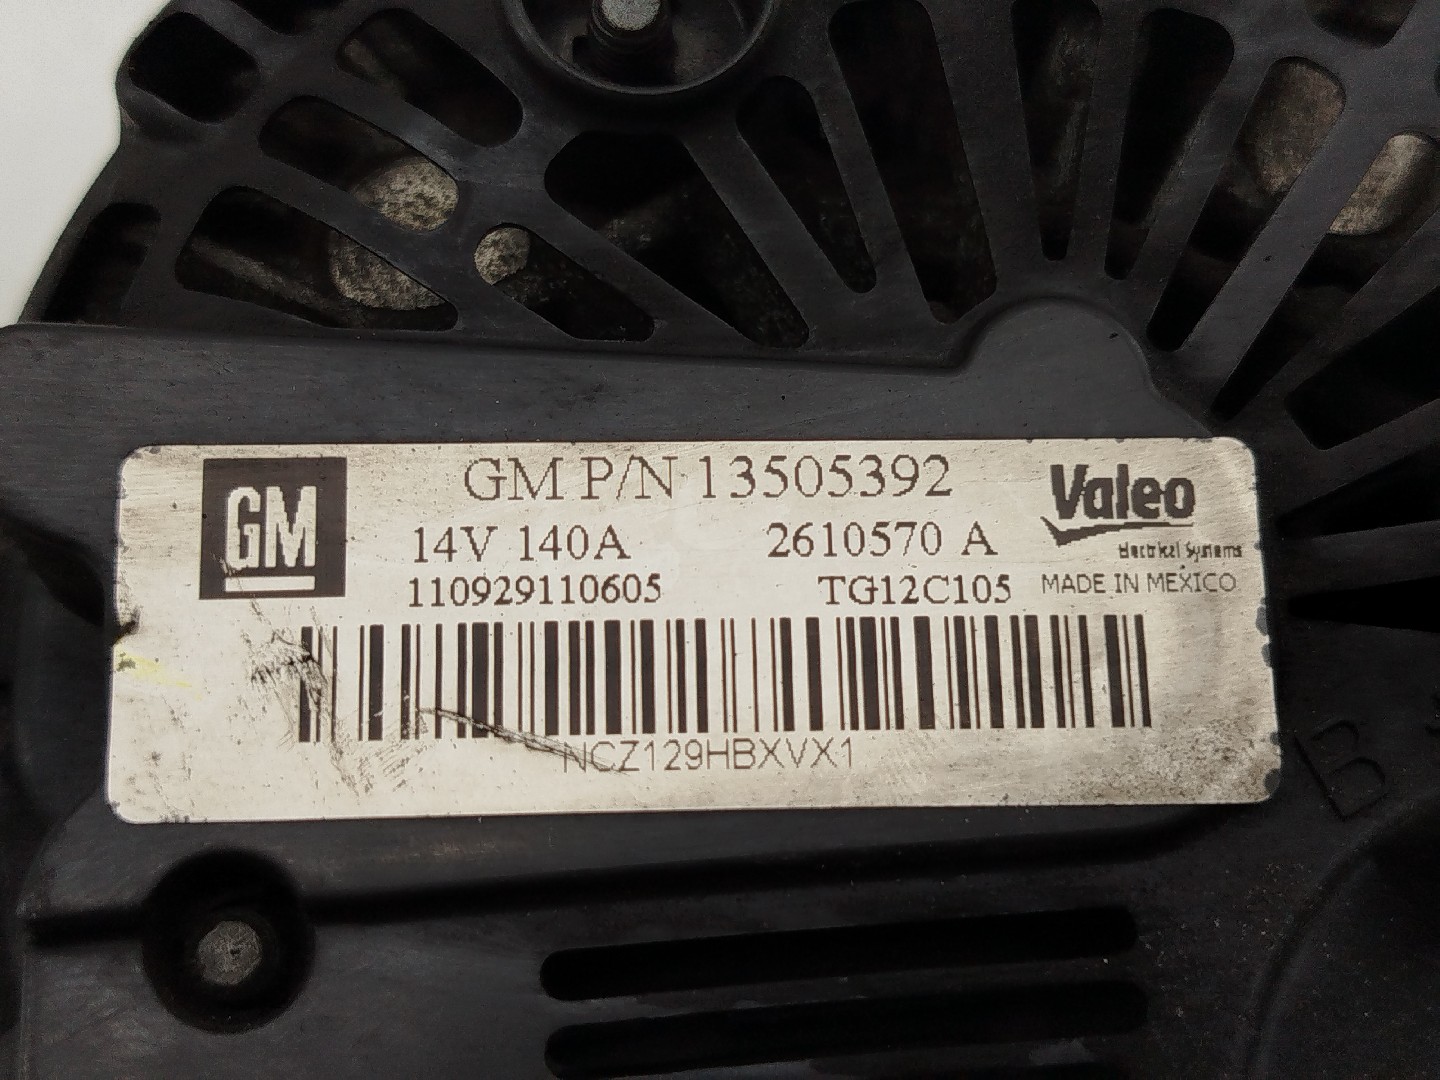 GM
GM P/N 13505392
Valeo
Electrical Systems
14V 140A 2610570 A
110929110605 TG12C105 MADE IN MEXICO
NCZ129HBXVX1
B